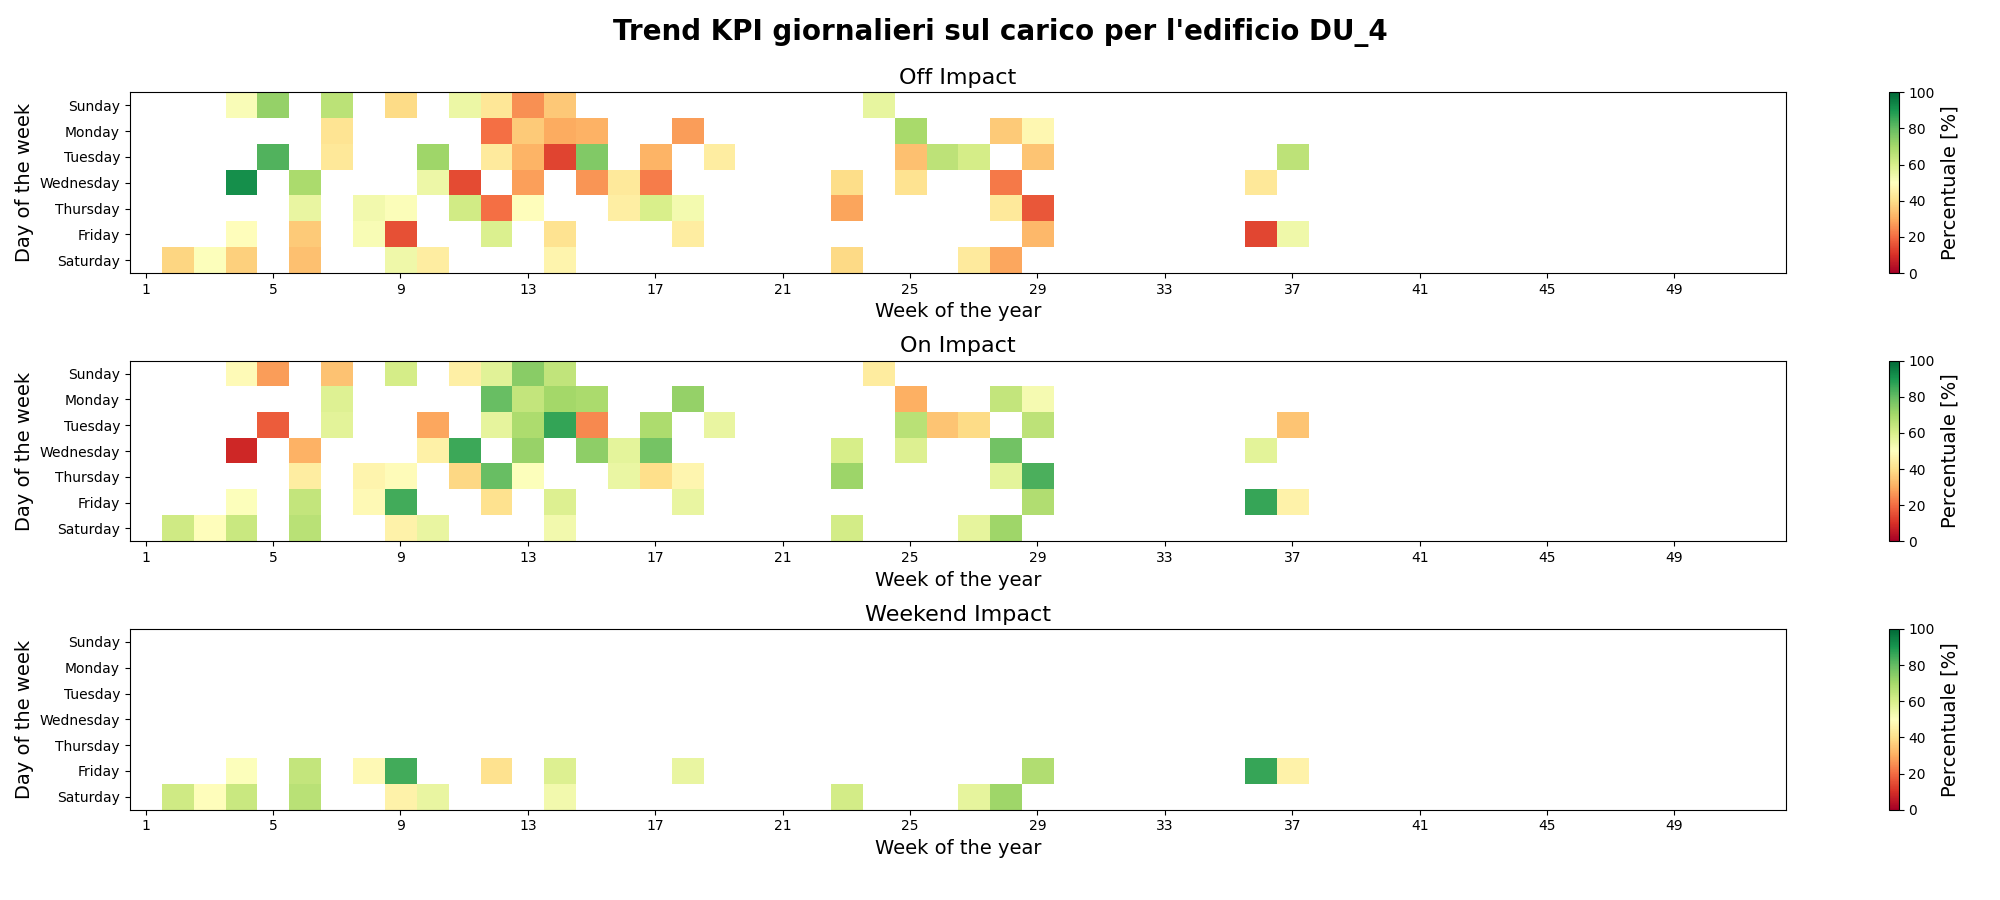 Trend KPI giornalieri sul carico per l'edificio DU_4
Off Impact
Day of the week
Sunday
Monday
Tuesday
Wednesday
Thursday
Friday
Saturday
1 5 9 13 17 21 25 29 33 37 41 45 49
Week of the year
100
80
60
40
20
0
Percentuale [%]
On Impact
Day of the week
Sunday
Monday
Tuesday
Wednesday
Thursday
Friday
Saturday
1 5 9 13 17 21 25 29 33 37 41 45 49
Week of the year
100
80
60
40
20
0
Percentuale [%]
Weekend Impact
Day of the week
Sunday
Monday
Tuesday
Wednesday
Thursday
Friday
Saturday
1 5 9 13 17 21 25 29 33 37 41 45 49
Week of the year
100
80
60
40
20
0
Percentuale [%]